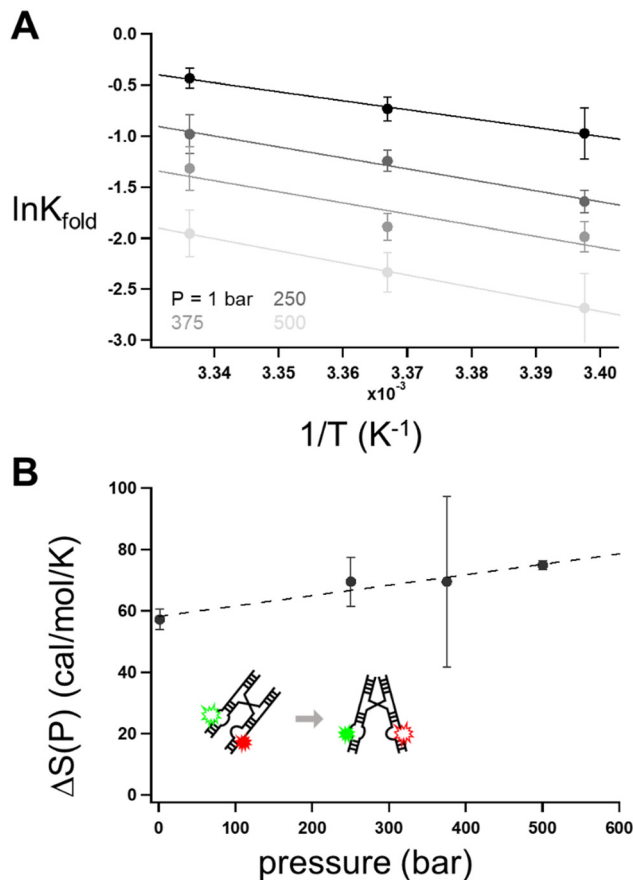 A
0.0
-0.5
-1.0
lnKfold
-1.5
-2.0
-2.5
-3.0
P = 1 bar 250
375 500
3.34 3.35 3.36 3.37 3.38 3.39 3.40
x10-3
1/T (K-1)
B
ΔS(P) (cal/mol/K)
100
80
60
40
20
0
0 100 200 300 400 500 600
pressure (bar)